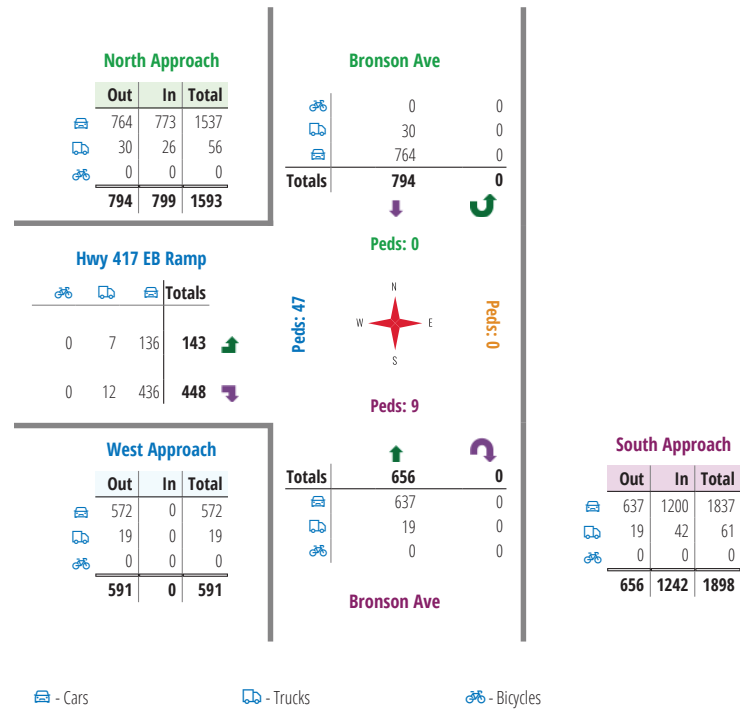 North Approach
Out In Total
764 773 1537
30 26 56
0 0 0
794 799 1593
Bronson Ave
0 0
30 0
764 0
Totals 794 0
Peds: 0
Hwy 417 EB Ramp
Totals
0 7 136 143
0 12 436 448
Peds: 47
N
W E
S
Peds: 0
Peds: 9
West Approach
Out In Total
572 0 572
19 0 19
0 0 0
591 0 591
Totals 656 0
637 0
19 0
0 0
Bronson Ave
South Approach
Out In Total
637 1200 1837
19 42 61
0 0 0
656 1242 1898
- Cars
- Trucks
- Bicycles